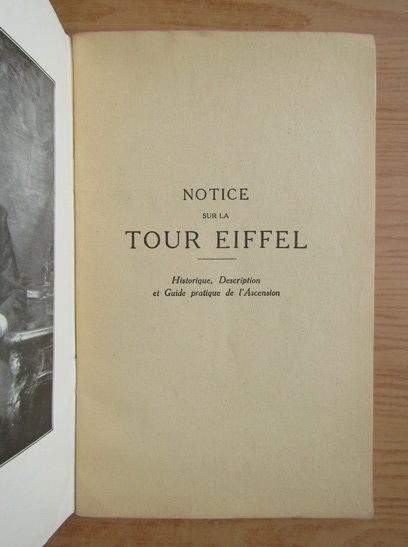 NOTICE
SUR LA
TOUR EIFFEL
Historique, Description
et Guide pratique de l'Ascension